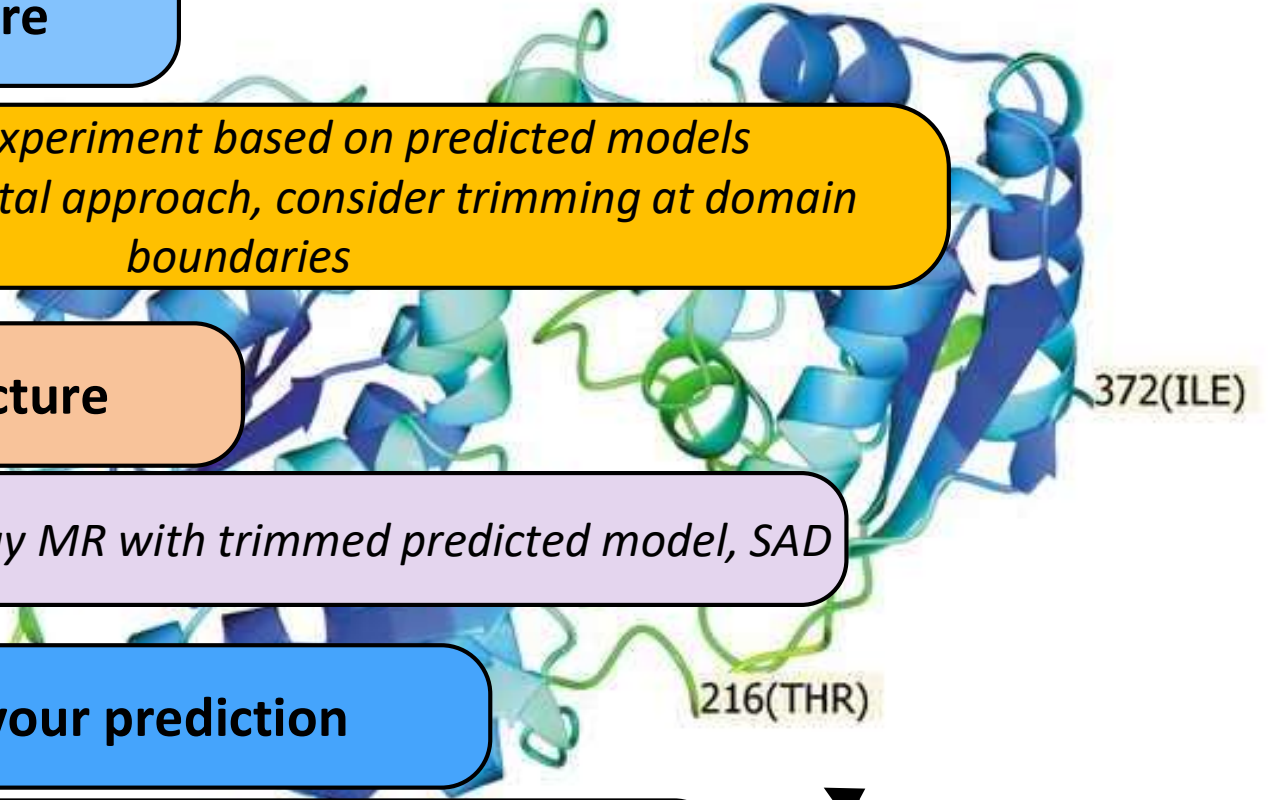 re
xperiment based on predicted models
tal approach, consider trimming at domain
boundaries
372(ILE)
cture
y MR with trimmed predicted model, SAD
216(THR)
your prediction